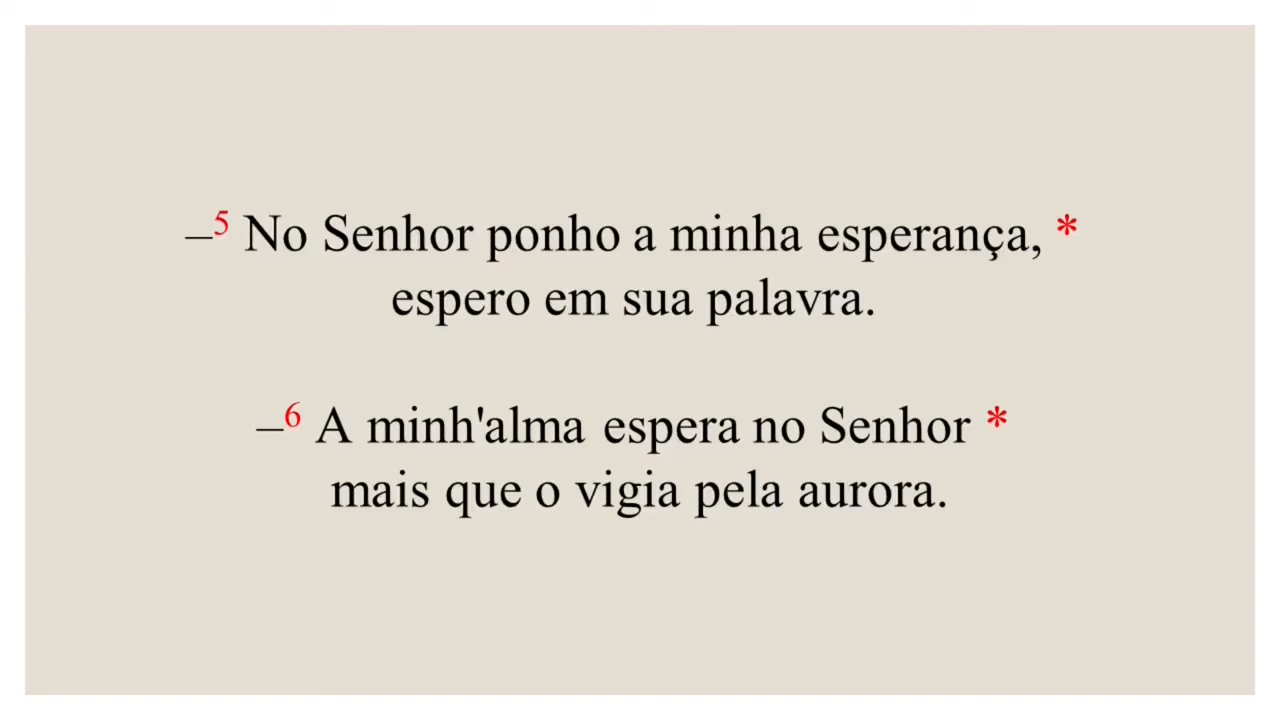 –⁵ No Senhor ponho a minha esperança, *
espero em sua palavra.
–⁶ A minh'alma espera no Senhor *
mais que o vigia pela aurora.